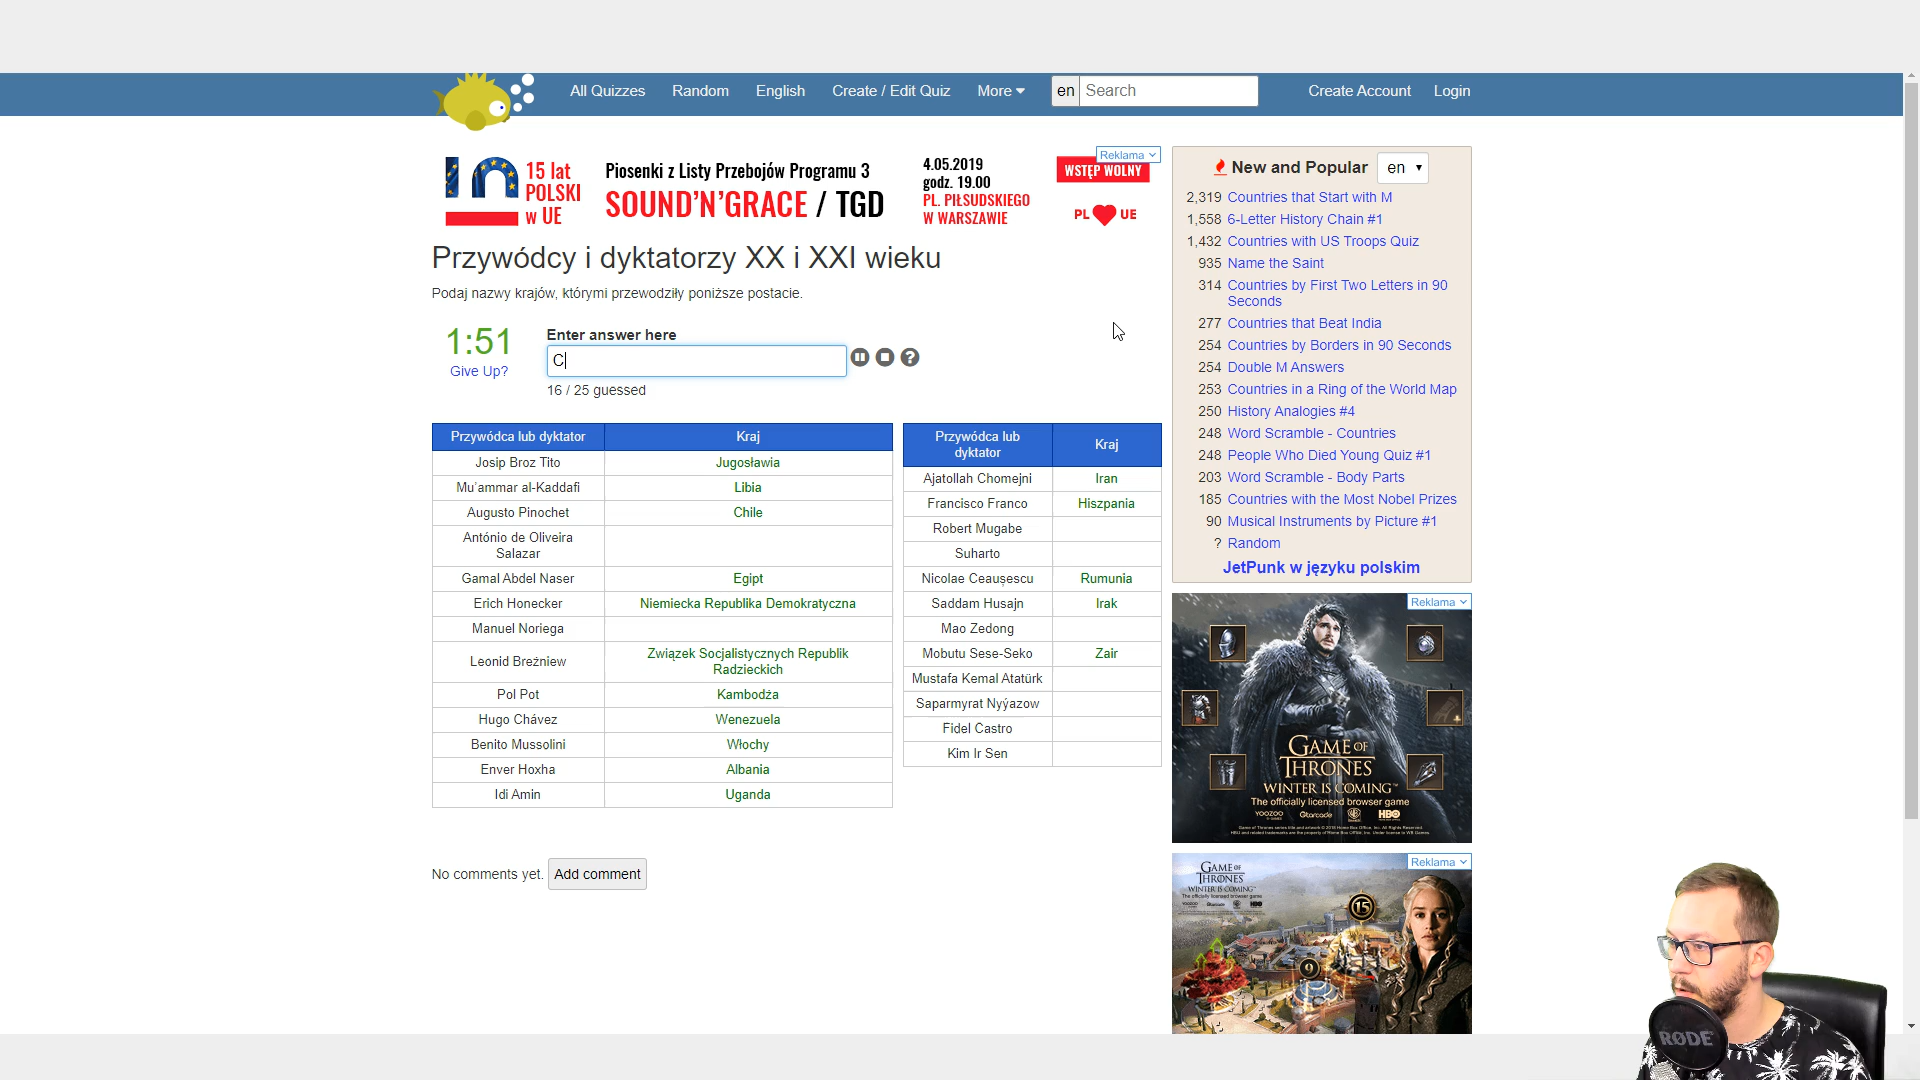 All Quizzes Random English Create / Edit Quiz More en Search Create Account Login
15 lat
POLSKI
w UE
Piosenki z Listy Przebojów Programu 3
SOUND'N'GRACE / TGD
4.05.2019
godz. 19.00
PL. PIŁSUDSKIEGO
W WARSZAWIE
Reklama
WSTĘP WOLNY
PL UE
Przywódcy i dyktatorzy XX i XXI wieku
Podaj nazwy krajów, którymi przewodziły poniższe postacie.
1:51
Give Up?
Enter answer here
C
16 / 25 guessed
Przywódca lub dyktator Kraj
Josip Broz Tito Jugosławia
Mu'ammar al-Kaddafi Libia
Augusto Pinochet Chile
António de Oliveira
Salazar
Gamal Abdel Naser Egipt
Erich Honecker Niemiecka Republika Demokratyczna
Manuel Noriega
Leonid Breżniew Związek Socjalistycznych Republik
Radzieckich
Pol Pot Kambodża
Hugo Chávez Wenezuela
Benito Mussolini Włochy
Enver Hoxha Albania
Idi Amin Uganda
Przywódca lub
dyktator Kraj
Ajatollah Chomejni Iran
Francisco Franco Hiszpania
Robert Mugabe
Suharto
Nicolae Ceaușescu Rumunia
Saddam Husajn Irak
Mao Zedong
Mobutu Sese-Seko Zair
Mustafa Kemal Atatürk
Saparmyrat Nyýazow
Fidel Castro
Kim Ir Sen
No comments yet. Add comment
New and Popular en
2,319 Countries that Start with M
1,558 6-Letter History Chain #1
1,432 Countries with US Troops Quiz
935 Name the Saint
314 Countries by First Two Letters in 90
Seconds
277 Countries that Beat India
254 Countries by Borders in 90 Seconds
254 Double M Answers
253 Countries in a Ring of the World Map
250 History Analogies #4
248 Word Scramble - Countries
248 People Who Died Young Quiz #1
203 Word Scramble - Body Parts
185 Countries with the Most Nobel Prizes
90 Musical Instruments by Picture #1
? Random
JetPunk w języku polskim
Reklama
GAME OF
THRONES
WINTER IS COMING
The officially licensed browser game
YOOZOO Gtarcade HBO
Reklama
GAME OF
THRONES
WINTER IS COMING
The officially licensed browser game
15
9
RØDE